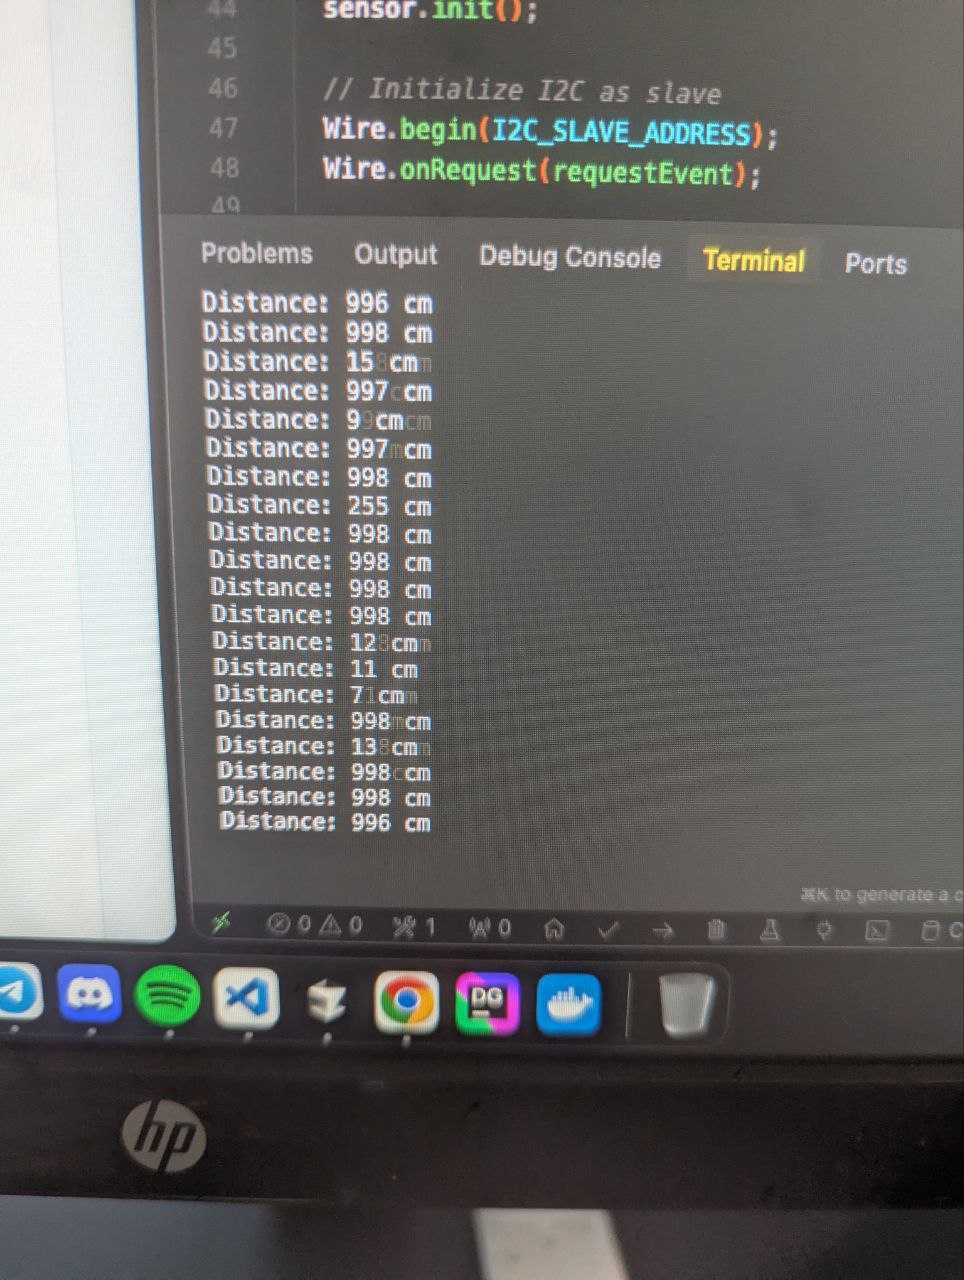 44 sensor.init();
45
46 // Initialize I2C as slave
47 Wire.begin(I2C_SLAVE_ADDRESS);
48 Wire.onRequest(requestEvent);
49
Problems Output Debug Console Terminal Ports
Distance: 996 cm
Distance: 998 cm
Distance: 15 cm
Distance: 997 cm
Distance: 9 cm
Distance: 997 cm
Distance: 998 cm
Distance: 255 cm
Distance: 998 cm
Distance: 998 cm
Distance: 998 cm
Distance: 998 cm
Distance: 12 cm
Distance: 11 cm
Distance: 7 cm
Distance: 998 cm
Distance: 13 cm
Distance: 998 cm
Distance: 998 cm
Distance: 996 cm
⌘K to generate a c
0 0 1 0
DG
hp